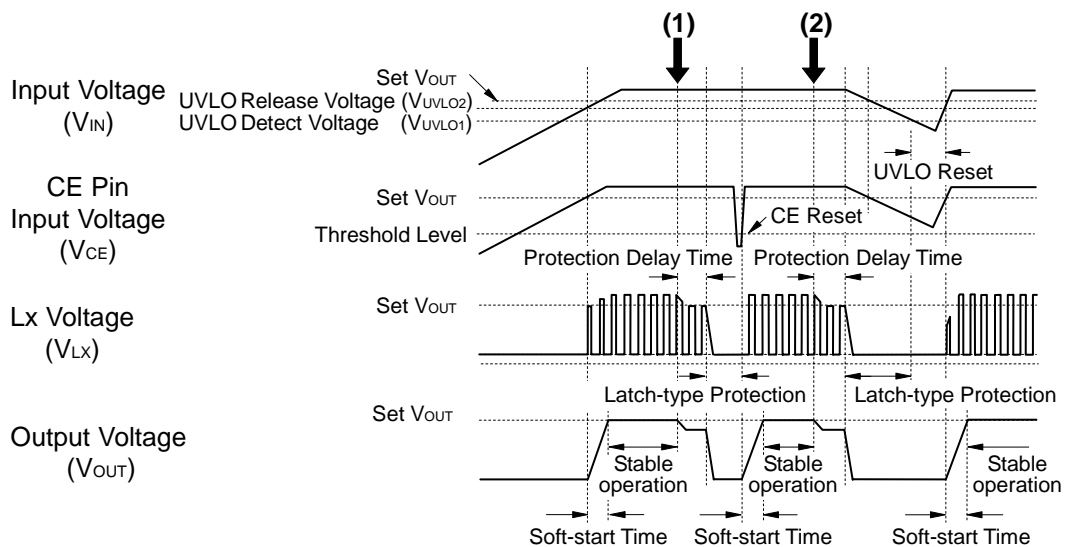 (1) (2)
Input Voltage
(VIN)
Set VOUT
UVLO Release Voltage (VUVLO2)
UVLO Detect Voltage (VUVLO1)
UVLO Reset
CE Pin
Input Voltage
(VCE)
Set VOUT
Threshold Level
CE Reset
Protection Delay Time Protection Delay Time
Lx Voltage
(VLX)
Set VOUT
Latch-type Protection Latch-type Protection
Output Voltage
(VOUT)
Set VOUT
Stable
operation
Stable
operation
Stable
operation
Soft-start Time Soft-start Time Soft-start Time